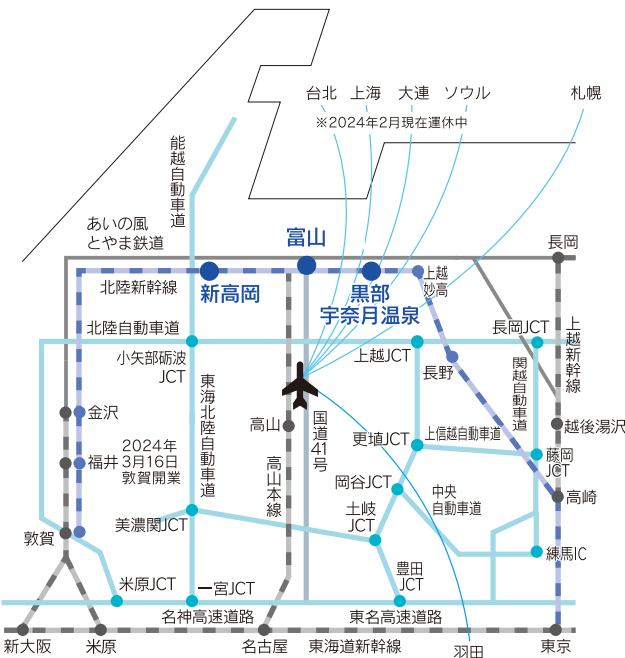 台北 上海 大連 ソウル 札幌
※2024年2月現在運休中
能越自動車道
あいの風
とやま鉄道
富山
長岡
新高岡
黒部
宇奈月温泉
上越
妙高
北陸新幹線
北陸自動車道
長岡JCT
上越新幹線
小矢部砺波
JCT
上越JCT
長野
関越自動車道
東海北陸自動車道
金沢
高山
国道41号
越後湯沢
更埴JCT
上信越自動車道
2024年
3月16日
敦賀開業
福井
高山本線
藤岡
JCT
岡谷JCT
中央
自動車道
高崎
土岐
JCT
美濃関JCT
敦賀
練馬IC
豊田
JCT
米原JCT
一宮JCT
名神高速道路
東名高速道路
新大阪
米原
名古屋
東海道新幹線
羽田
東京